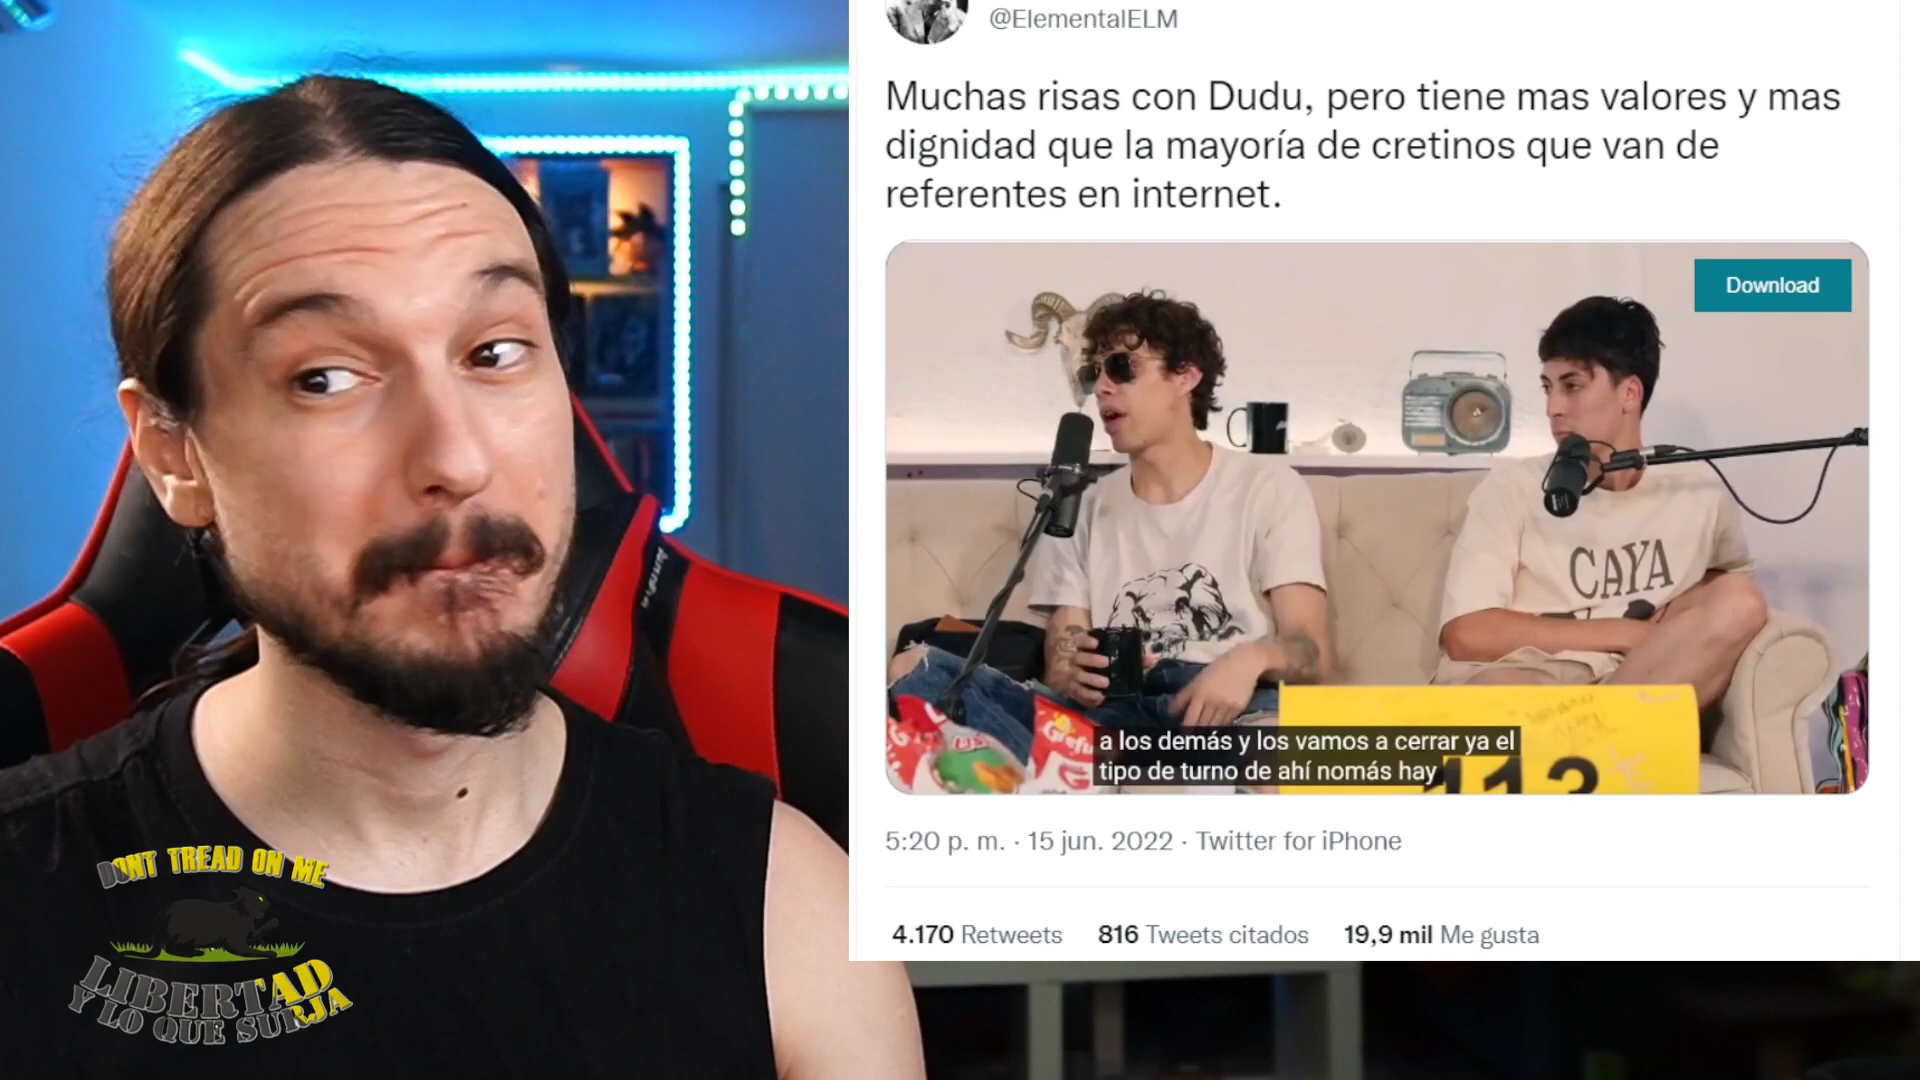 @ElementalELM
Muchas risas con Dudu, pero tiene mas valores y mas
dignidad que la mayoría de cretinos que van de
referentes en internet.
Download
CAYA
a los demás y los vamos a cerrar ya el
tipo de turno de ahí nomás hay
113
5:20 p. m. · 15 jun. 2022 · Twitter for iPhone
4.170 Retweets 816 Tweets citados 19,9 mil Me gusta
DONT TREAD ON ME
LIBERTAD
Y LO QUE SURJA